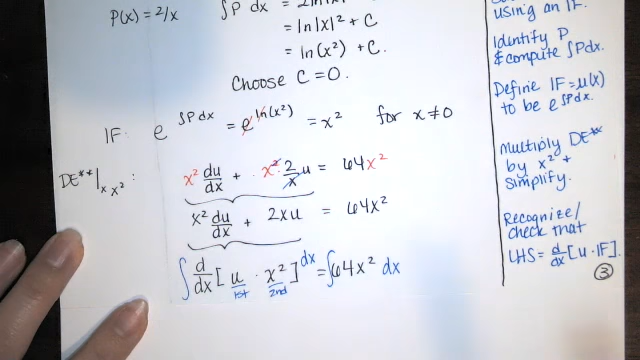 P(x) = 2/x
∫P dx =
= ln|x|² + C
= ln(x²) + C.
Choose C = 0.
IF: e^∫P dx = e^ln(x²) = x² for x ≠ 0
DE**|ₓ x² : x² du/dx + x² · 2/x u = 64x²
x² du/dx + 2xu = 64x²
∫ d/dx [ u · x² ] dx = ∫ 64x² dx
1st 2nd
using an IF.
Identify P
& compute ∫Pdx.
Define IF = μ(x)
to be e^∫Pdx.
Multiply DE**
by x² +
simplify.
Recognize/
check that
LHS = d/dx [u · IF].
3